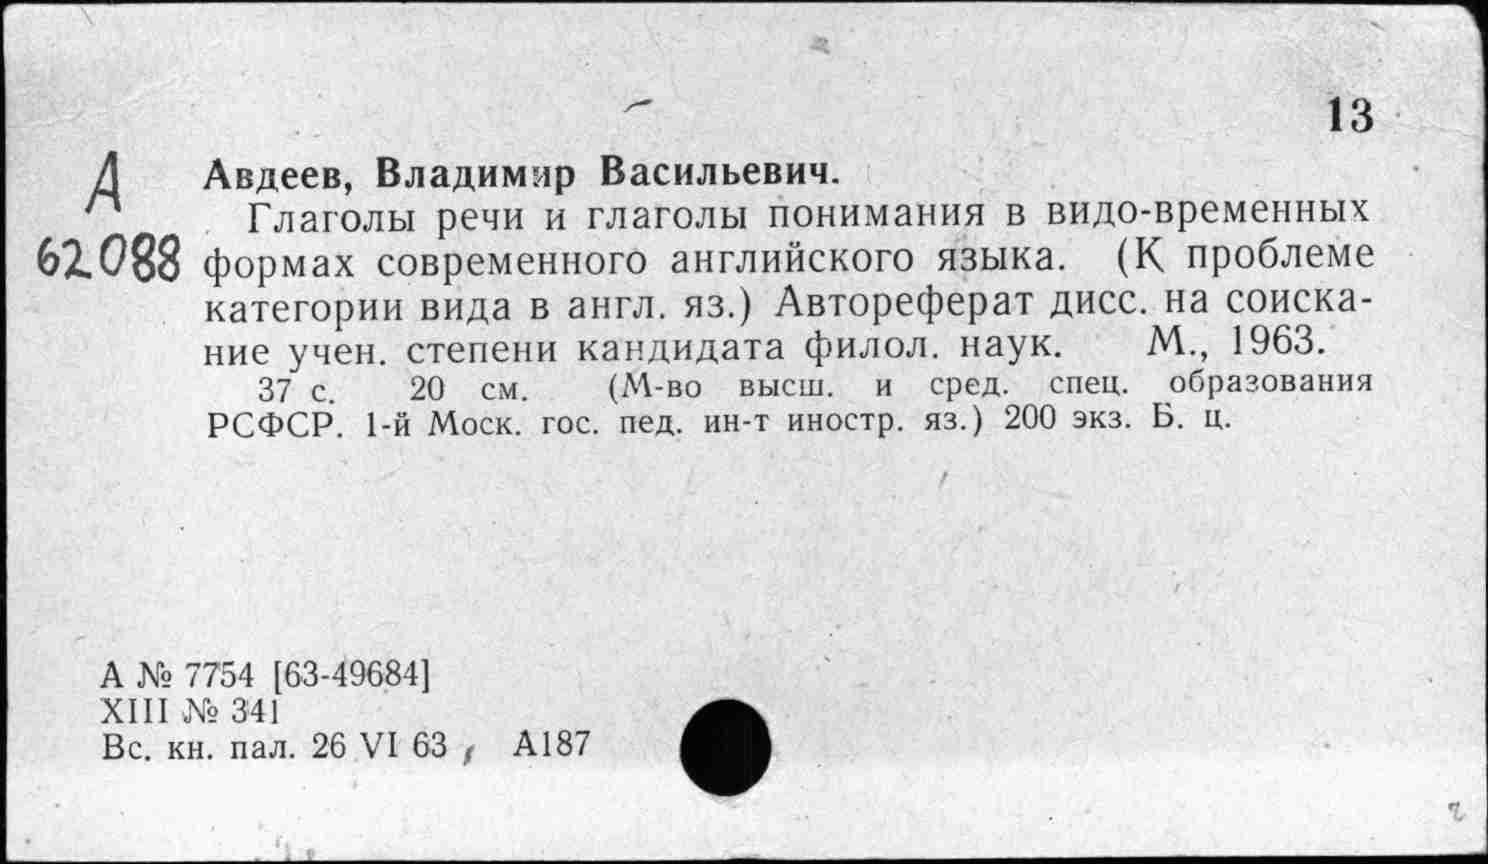 13
А
62088
Авдеев, Владимир Васильевич.
Глаголы речи и глаголы понимания в видо-временных
формах современного английского языка. (К проблеме
категории вида в англ. яз.) Автореферат дисс. на соиска-
ние учен. степени кандидата филол. наук. М., 1963.
37 с. 20 см. (М-во высш. и сред. спец. образования
РСФСР. 1-й Моск. гос. пед. ин-т иностр. яз.) 200 экз. Б. ц.
А № 7754 [63-49684]
XIII № 341
Вс. кн. пал. 26 VI 63 А187